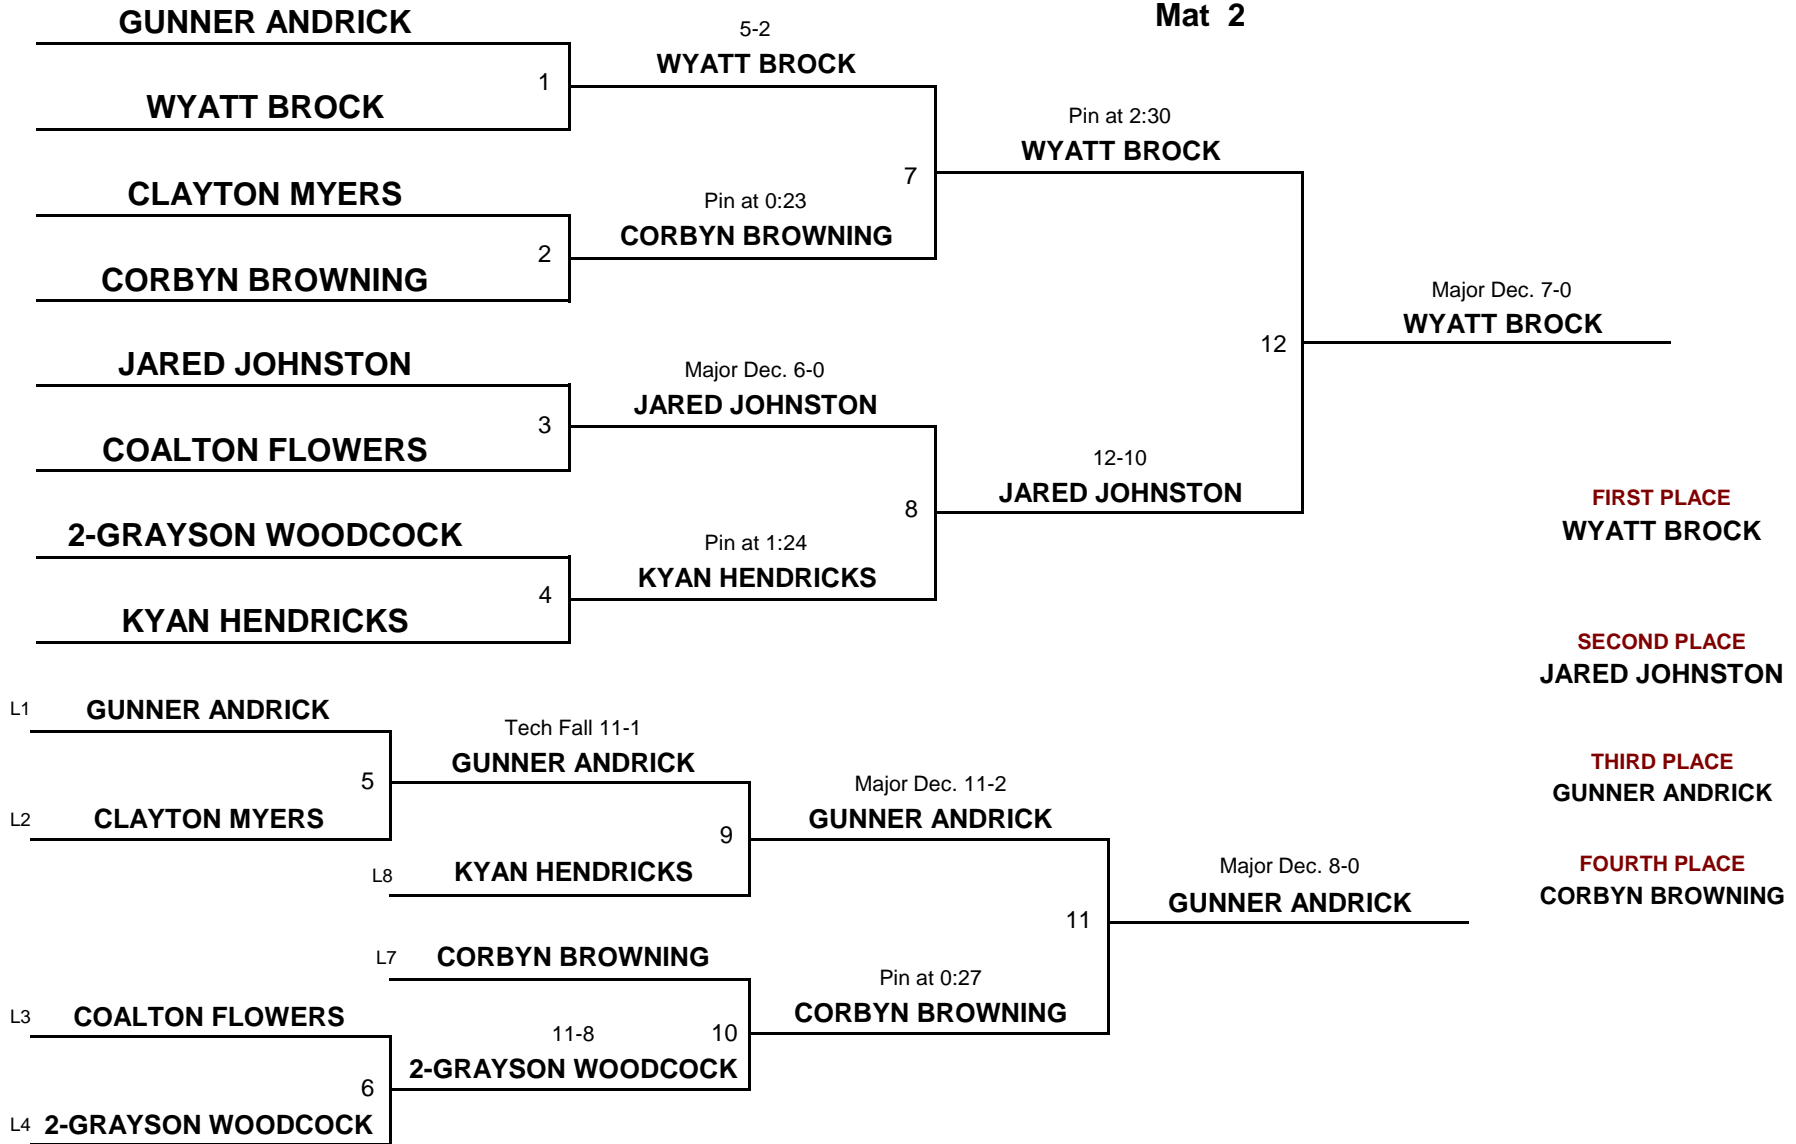 Mat 2
GUNNER ANDRICK
5-2
WYATT BROCK
1
WYATT BROCK
Pin at 2:30
WYATT BROCK
7
CLAYTON MYERS
Pin at 0:23
CORBYN BROWNING
2
CORBYN BROWNING
Major Dec. 7-0
WYATT BROCK
12
JARED JOHNSTON
Major Dec. 6-0
JARED JOHNSTON
3
COALTON FLOWERS
12-10
JARED JOHNSTON
8
2-GRAYSON WOODCOCK
Pin at 1:24
KYAN HENDRICKS
4
KYAN HENDRICKS
FIRST PLACE
WYATT BROCK
SECOND PLACE
JARED JOHNSTON
THIRD PLACE
GUNNER ANDRICK
FOURTH PLACE
CORBYN BROWNING
L1 GUNNER ANDRICK
Tech Fall 11-1
GUNNER ANDRICK
5
L2 CLAYTON MYERS
Major Dec. 11-2
GUNNER ANDRICK
9
L8 KYAN HENDRICKS
Major Dec. 8-0
GUNNER ANDRICK
11
L7 CORBYN BROWNING
Pin at 0:27
CORBYN BROWNING
L3 COALTON FLOWERS
11-8
10
2-GRAYSON WOODCOCK
6
L4 2-GRAYSON WOODCOCK